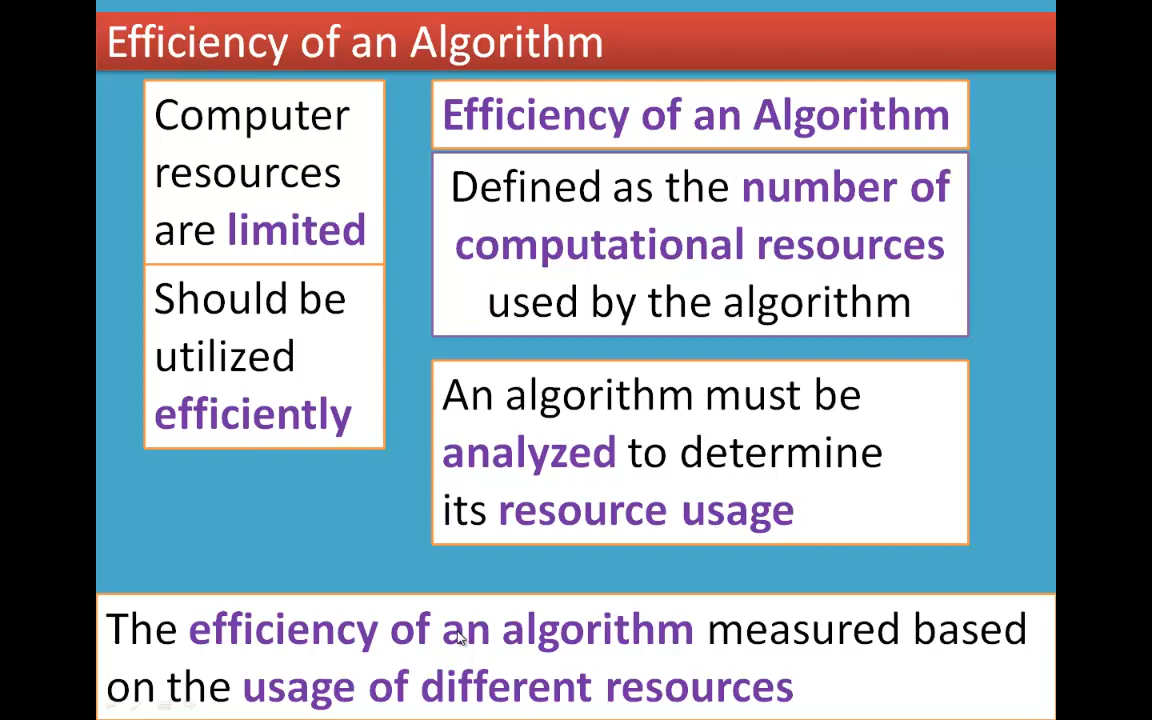 Efficiency of an Algorithm
Computer
resources
are limited
Should be
utilized
efficiently
Efficiency of an Algorithm
Defined as the number of
computational resources
used by the algorithm
An algorithm must be
analyzed to determine
its resource usage
The efficiency of an algorithm measured based
on the usage of different resources